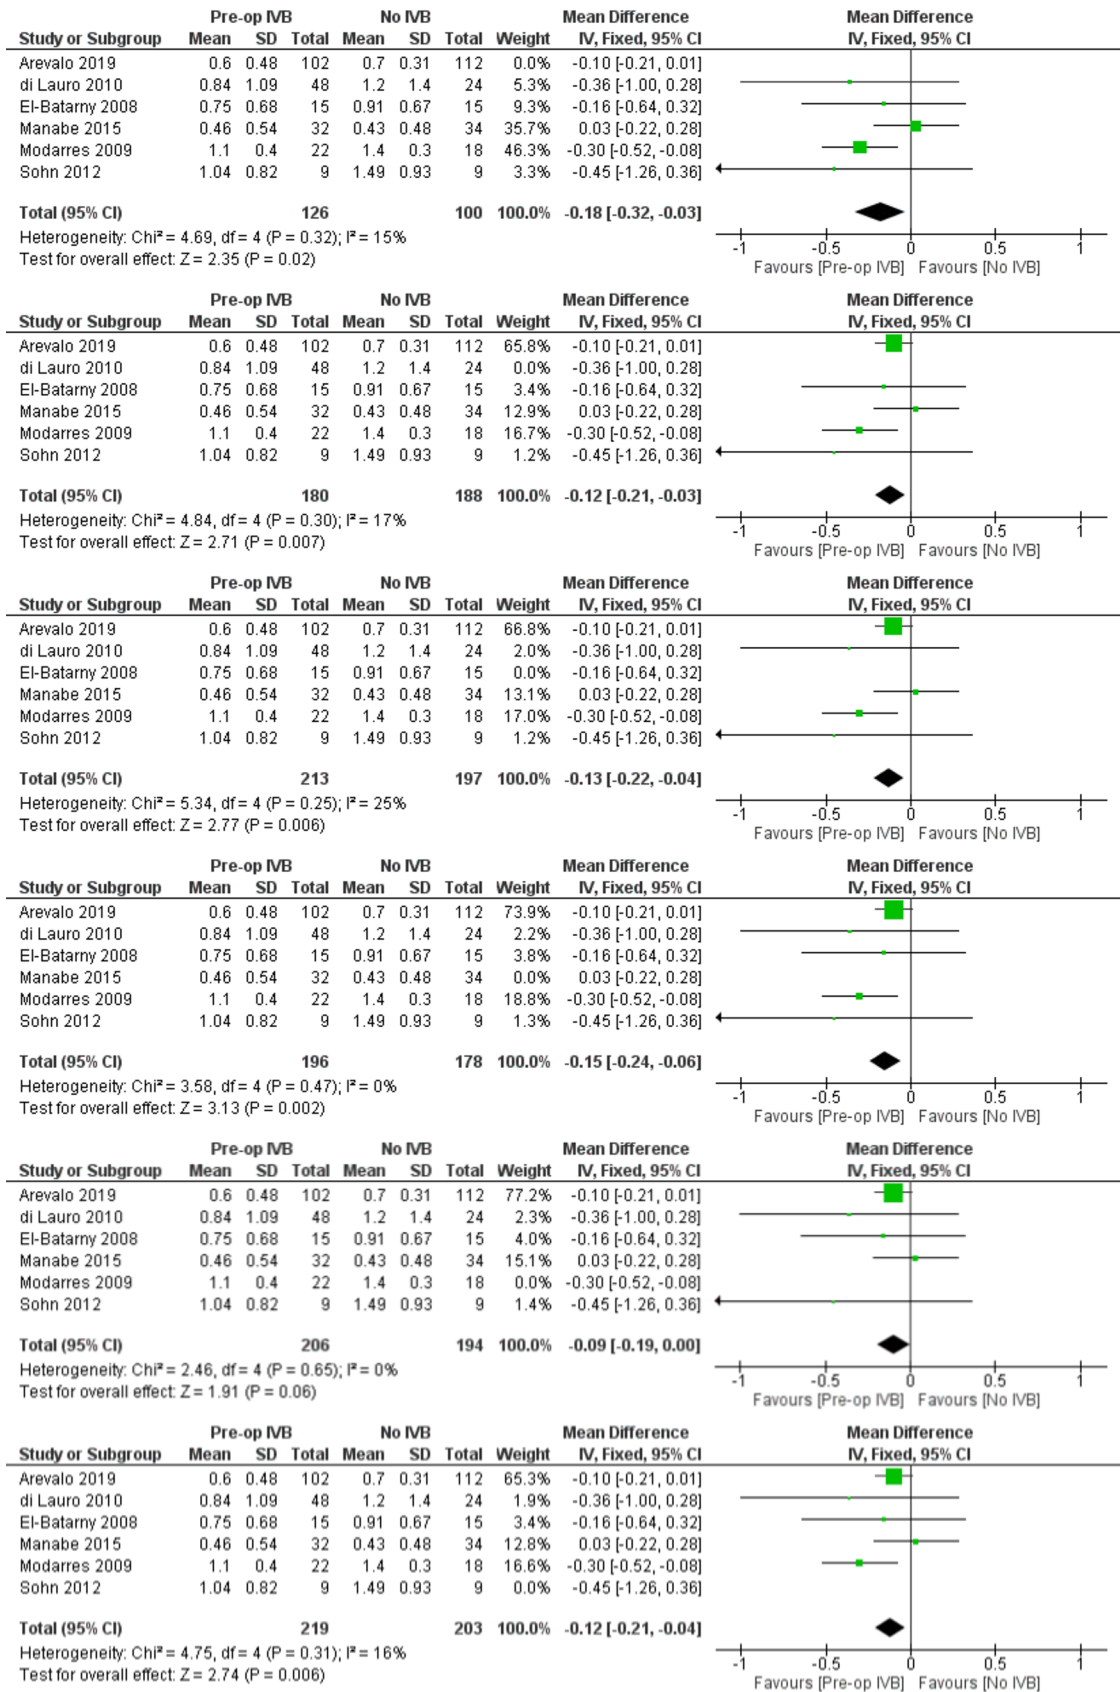 Pre-op IVB No IVB Mean Difference Mean Difference
Study or Subgroup Mean SD Total Mean SD Total Weight IV, Fixed, 95% CI IV, Fixed, 95% CI
Arevalo 2019 0.6 0.48 102 0.7 0.31 112 0.0% -0.10 [-0.21, 0.01]
di Lauro 2010 0.84 1.09 48 1.2 1.4 24 5.3% -0.36 [-1.00, 0.28]
El-Batarny 2008 0.75 0.68 15 0.91 0.67 15 9.3% -0.16 [-0.64, 0.32]
Manabe 2015 0.46 0.54 32 0.43 0.48 34 35.7% 0.03 [-0.22, 0.28]
Modarres 2009 1.1 0.4 22 1.4 0.3 18 46.3% -0.30 [-0.52, -0.08]
Sohn 2012 1.04 0.82 9 1.49 0.93 9 3.3% -0.45 [-1.26, 0.36]
Total (95% CI) 126 100 100.0% -0.18 [-0.32, -0.03]
Heterogeneity: Chi² = 4.69, df = 4 (P = 0.32); I² = 15%
Test for overall effect: Z = 2.35 (P = 0.02)
-1 -0.5 0 0.5 1
Favours [Pre-op IVB] Favours [No IVB]
Pre-op IVB No IVB Mean Difference Mean Difference
Study or Subgroup Mean SD Total Mean SD Total Weight IV, Fixed, 95% CI IV, Fixed, 95% CI
Arevalo 2019 0.6 0.48 102 0.7 0.31 112 65.8% -0.10 [-0.21, 0.01]
di Lauro 2010 0.84 1.09 48 1.2 1.4 24 0.0% -0.36 [-1.00, 0.28]
El-Batarny 2008 0.75 0.68 15 0.91 0.67 15 3.4% -0.16 [-0.64, 0.32]
Manabe 2015 0.46 0.54 32 0.43 0.48 34 12.9% 0.03 [-0.22, 0.28]
Modarres 2009 1.1 0.4 22 1.4 0.3 18 16.7% -0.30 [-0.52, -0.08]
Sohn 2012 1.04 0.82 9 1.49 0.93 9 1.2% -0.45 [-1.26, 0.36]
Total (95% CI) 180 188 100.0% -0.12 [-0.21, -0.03]
Heterogeneity: Chi² = 4.84, df = 4 (P = 0.30); I² = 17%
Test for overall effect: Z = 2.71 (P = 0.007)
-1 -0.5 0 0.5 1
Favours [Pre-op IVB] Favours [No IVB]
Pre-op IVB No IVB Mean Difference Mean Difference
Study or Subgroup Mean SD Total Mean SD Total Weight IV, Fixed, 95% CI IV, Fixed, 95% CI
Arevalo 2019 0.6 0.48 102 0.7 0.31 112 66.8% -0.10 [-0.21, 0.01]
di Lauro 2010 0.84 1.09 48 1.2 1.4 24 2.0% -0.36 [-1.00, 0.28]
El-Batarny 2008 0.75 0.68 15 0.91 0.67 15 0.0% -0.16 [-0.64, 0.32]
Manabe 2015 0.46 0.54 32 0.43 0.48 34 13.1% 0.03 [-0.22, 0.28]
Modarres 2009 1.1 0.4 22 1.4 0.3 18 17.0% -0.30 [-0.52, -0.08]
Sohn 2012 1.04 0.82 9 1.49 0.93 9 1.2% -0.45 [-1.26, 0.36]
Total (95% CI) 213 197 100.0% -0.13 [-0.22, -0.04]
Heterogeneity: Chi² = 5.34, df = 4 (P = 0.25); I² = 25%
Test for overall effect: Z = 2.77 (P = 0.006)
-1 -0.5 0 0.5 1
Favours [Pre-op IVB] Favours [No IVB]
Pre-op IVB No IVB Mean Difference Mean Difference
Study or Subgroup Mean SD Total Mean SD Total Weight IV, Fixed, 95% CI IV, Fixed, 95% CI
Arevalo 2019 0.6 0.48 102 0.7 0.31 112 73.9% -0.10 [-0.21, 0.01]
di Lauro 2010 0.84 1.09 48 1.2 1.4 24 2.2% -0.36 [-1.00, 0.28]
El-Batarny 2008 0.75 0.68 15 0.91 0.67 15 3.8% -0.16 [-0.64, 0.32]
Manabe 2015 0.46 0.54 32 0.43 0.48 34 0.0% 0.03 [-0.22, 0.28]
Modarres 2009 1.1 0.4 22 1.4 0.3 18 18.8% -0.30 [-0.52, -0.08]
Sohn 2012 1.04 0.82 9 1.49 0.93 9 1.3% -0.45 [-1.26, 0.36]
Total (95% CI) 196 178 100.0% -0.15 [-0.24, -0.06]
Heterogeneity: Chi² = 3.58, df = 4 (P = 0.47); I² = 0%
Test for overall effect: Z = 3.13 (P = 0.002)
-1 -0.5 0 0.5 1
Favours [Pre-op IVB] Favours [No IVB]
Pre-op IVB No IVB Mean Difference Mean Difference
Study or Subgroup Mean SD Total Mean SD Total Weight IV, Fixed, 95% CI IV, Fixed, 95% CI
Arevalo 2019 0.6 0.48 102 0.7 0.31 112 77.2% -0.10 [-0.21, 0.01]
di Lauro 2010 0.84 1.09 48 1.2 1.4 24 2.3% -0.36 [-1.00, 0.28]
El-Batarny 2008 0.75 0.68 15 0.91 0.67 15 4.0% -0.16 [-0.64, 0.32]
Manabe 2015 0.46 0.54 32 0.43 0.48 34 15.1% 0.03 [-0.22, 0.28]
Modarres 2009 1.1 0.4 22 1.4 0.3 18 0.0% -0.30 [-0.52, -0.08]
Sohn 2012 1.04 0.82 9 1.49 0.93 9 1.4% -0.45 [-1.26, 0.36]
Total (95% CI) 206 194 100.0% -0.09 [-0.19, 0.00]
Heterogeneity: Chi² = 2.46, df = 4 (P = 0.65); I² = 0%
Test for overall effect: Z = 1.91 (P = 0.06)
-1 -0.5 0 0.5 1
Favours [Pre-op IVB] Favours [No IVB]
Pre-op IVB No IVB Mean Difference Mean Difference
Study or Subgroup Mean SD Total Mean SD Total Weight IV, Fixed, 95% CI IV, Fixed, 95% CI
Arevalo 2019 0.6 0.48 102 0.7 0.31 112 65.3% -0.10 [-0.21, 0.01]
di Lauro 2010 0.84 1.09 48 1.2 1.4 24 1.9% -0.36 [-1.00, 0.28]
El-Batarny 2008 0.75 0.68 15 0.91 0.67 15 3.4% -0.16 [-0.64, 0.32]
Manabe 2015 0.46 0.54 32 0.43 0.48 34 12.8% 0.03 [-0.22, 0.28]
Modarres 2009 1.1 0.4 22 1.4 0.3 18 16.6% -0.30 [-0.52, -0.08]
Sohn 2012 1.04 0.82 9 1.49 0.93 9 0.0% -0.45 [-1.26, 0.36]
Total (95% CI) 219 203 100.0% -0.12 [-0.21, -0.04]
Heterogeneity: Chi² = 4.75, df = 4 (P = 0.31); I² = 16%
Test for overall effect: Z = 2.74 (P = 0.006)
-1 -0.5 0 0.5 1
Favours [Pre-op IVB] Favours [No IVB]